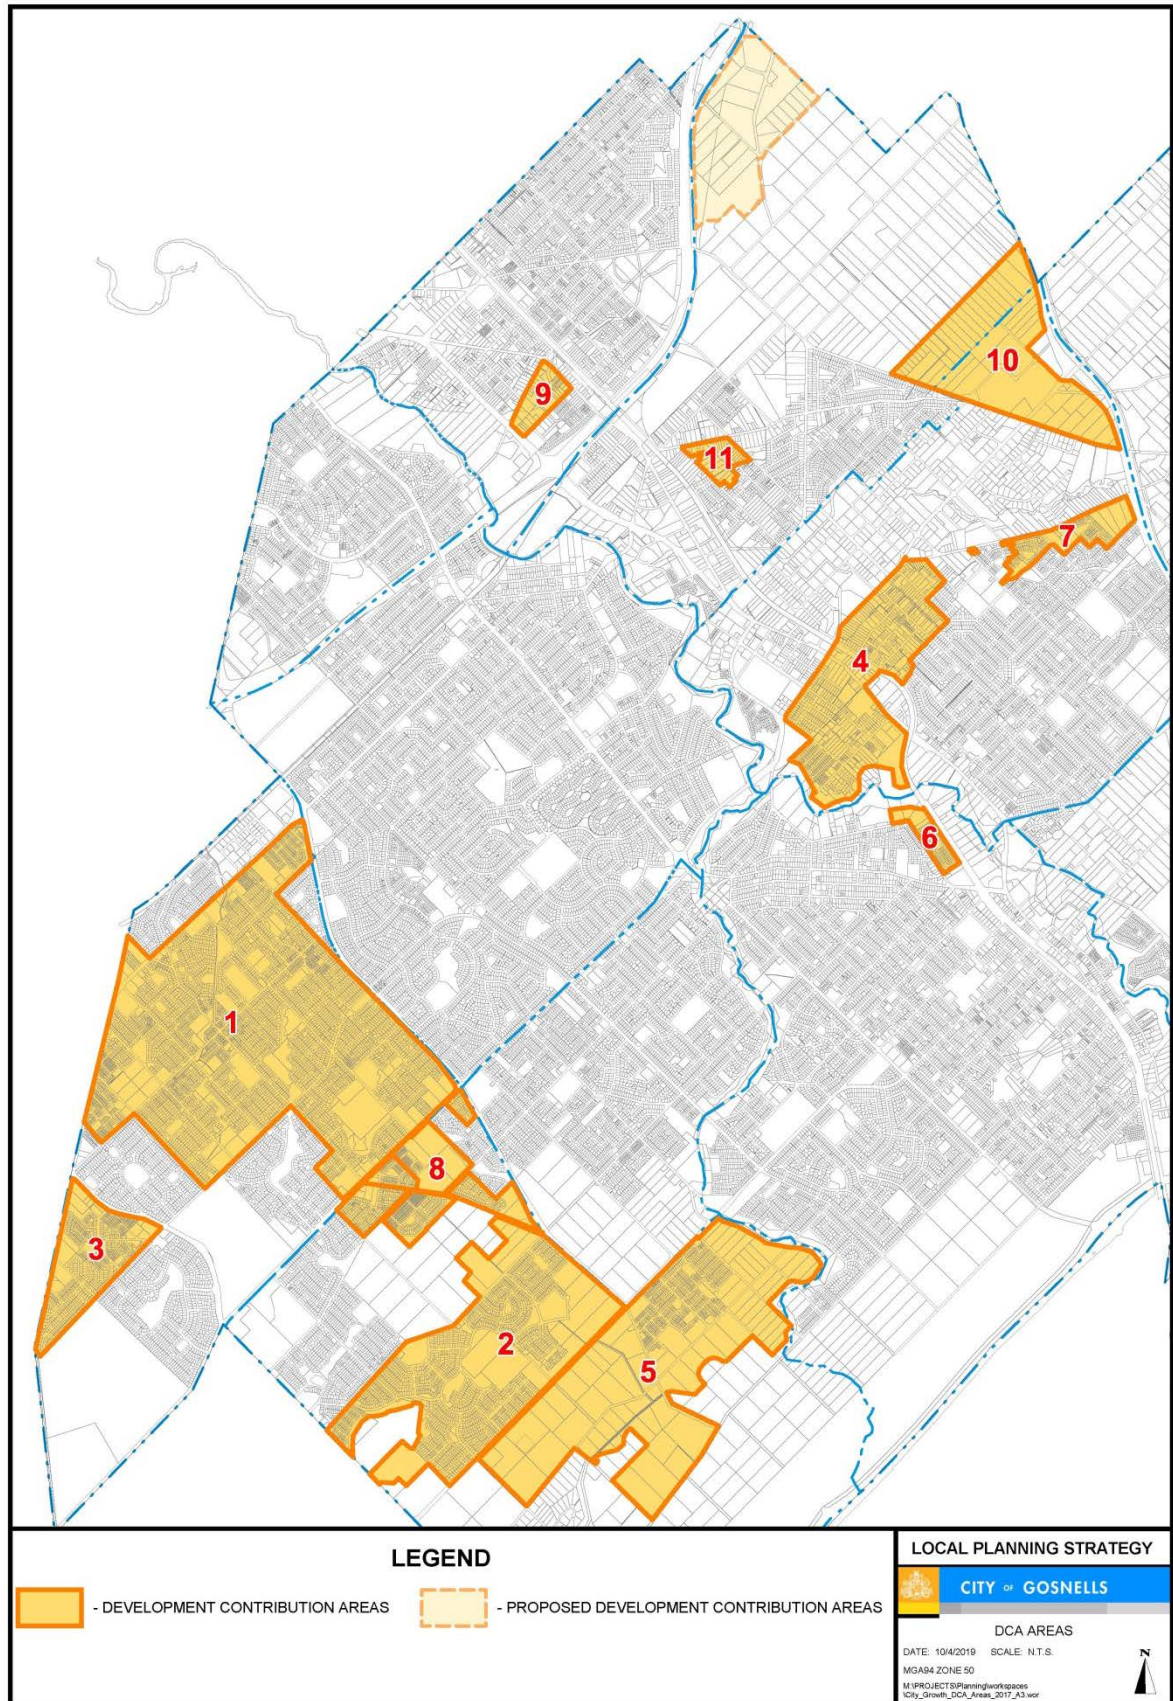 10
9
11
7
4
6
1
8
3
2
5
LEGEND
- DEVELOPMENT CONTRIBUTION AREAS
- PROPOSED DEVELOPMENT CONTRIBUTION AREAS
LOCAL PLANNING STRATEGY
CITY OF GOSNELLS
DCA AREAS
DATE: 10/4/2019 SCALE: N.T.S.
MGA94 ZONE 50
N
M:\PROJECTS\Planning\workspaces
\City_Growth_DCA_Areas_2017_A3.wor